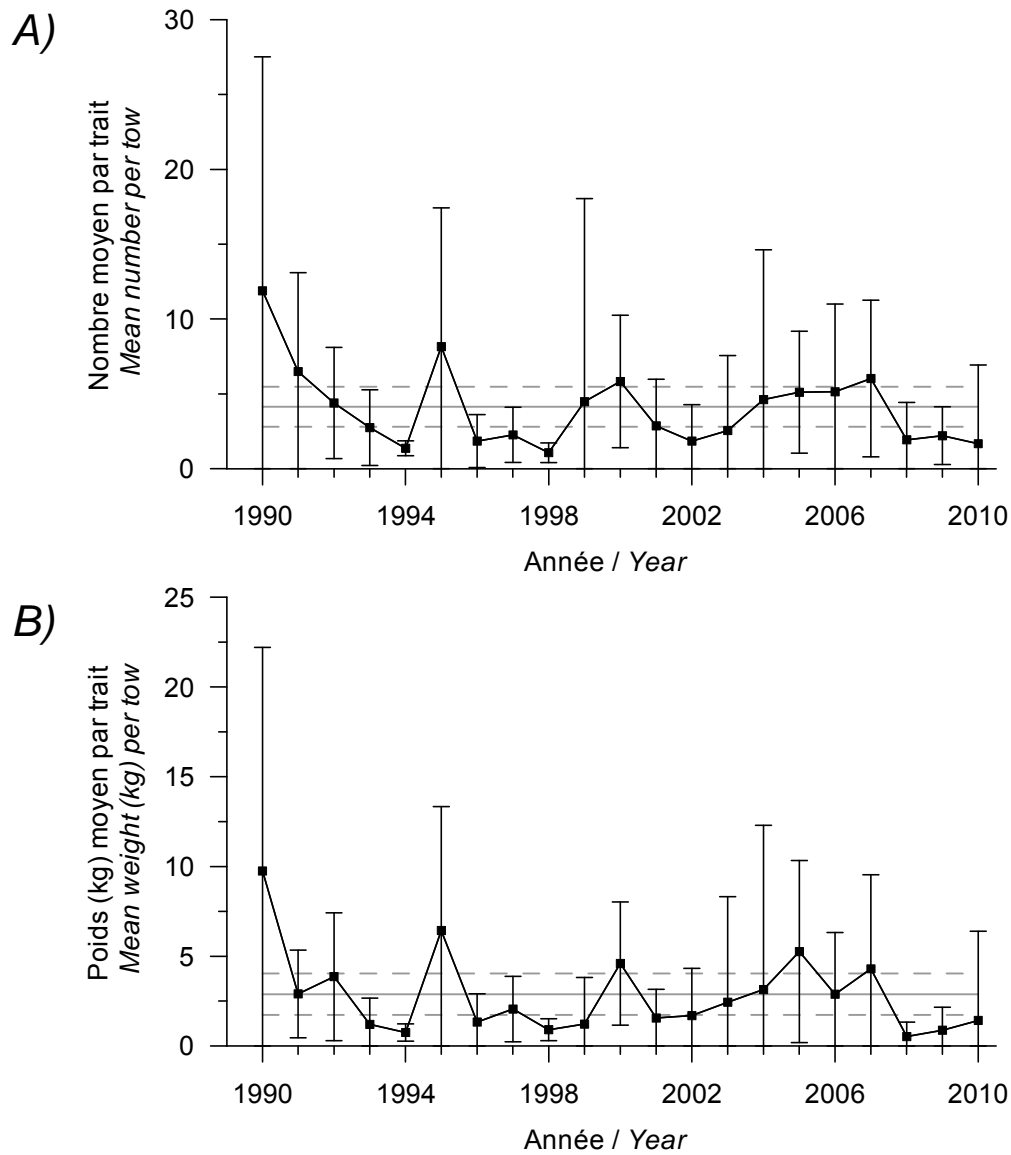 A)
Nombre moyen par trait
Mean number per tow
30
20
10
0
1990 1994 1998 2002 2006 2010
Année / Year
B)
Poids (kg) moyen par trait
Mean weight (kg) per tow
25
20
15
10
5
0
1990 1994 1998 2002 2006 2010
Année / Year